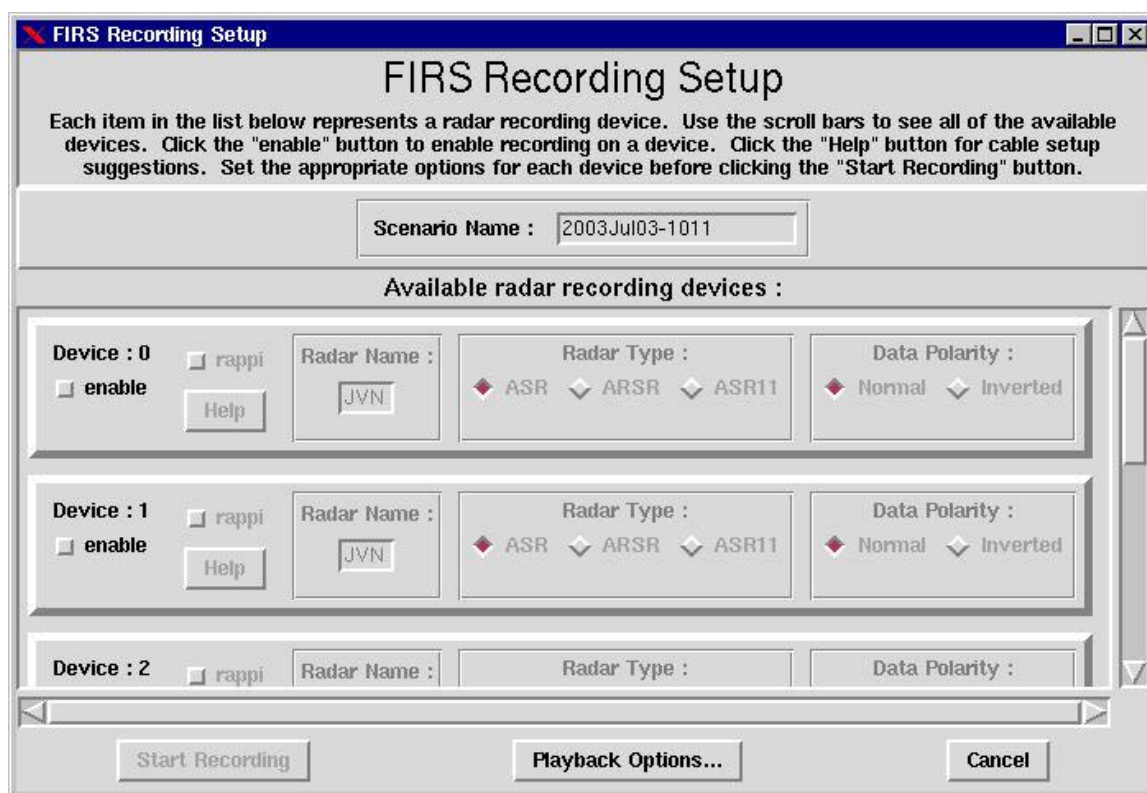 FIRS Recording Setup
FIRS Recording Setup
Each item in the list below represents a radar recording device. Use the scroll bars to see all of the available
devices. Click the "enable" button to enable recording on a device. Click the "Help" button for cable setup
suggestions. Set the appropriate options for each device before clicking the "Start Recording" button.
Scenario Name : 2003Jul03-1011
Available radar recording devices :
Device : 0 rappi Radar Name : Radar Type : Data Polarity :
enable Help JVN ASR ARSR ASR11 Normal Inverted
Device : 1 rappi Radar Name : Radar Type : Data Polarity :
enable Help JVN ASR ARSR ASR11 Normal Inverted
Device : 2 rappi Radar Name : Radar Type : Data Polarity :
Start Recording Playback Options... Cancel